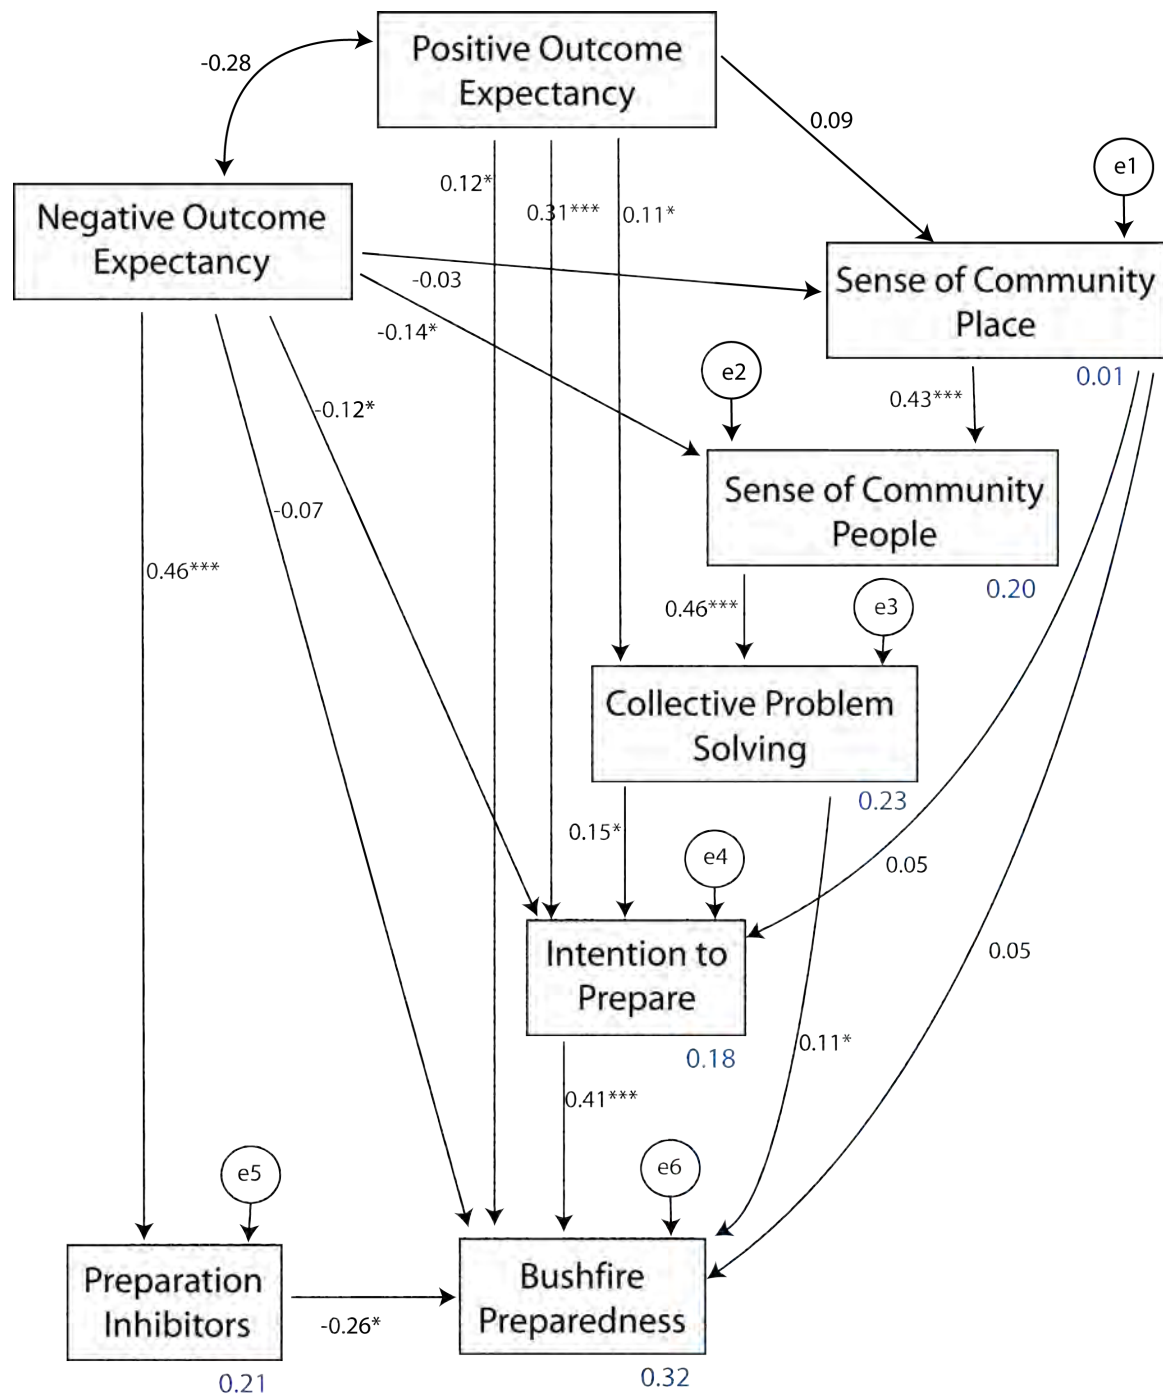 Positive Outcome
Expectancy
-0.28
0.09
e1
0.12*
0.31***
0.11*
Negative Outcome
Expectancy
-0.03
Sense of Community
Place
-0.14*
e2
0.01
0.43***
-0.12*
Sense of Community
People
-0.07
0.46***
0.20
0.46***
e3
Collective Problem
Solving
0.23
0.15*
e4
0.05
0.05
Intention to
Prepare
0.18
0.11*
0.41***
e5
e6
Preparation
Inhibitors
-0.26*
Bushfire
Preparedness
0.21
0.32